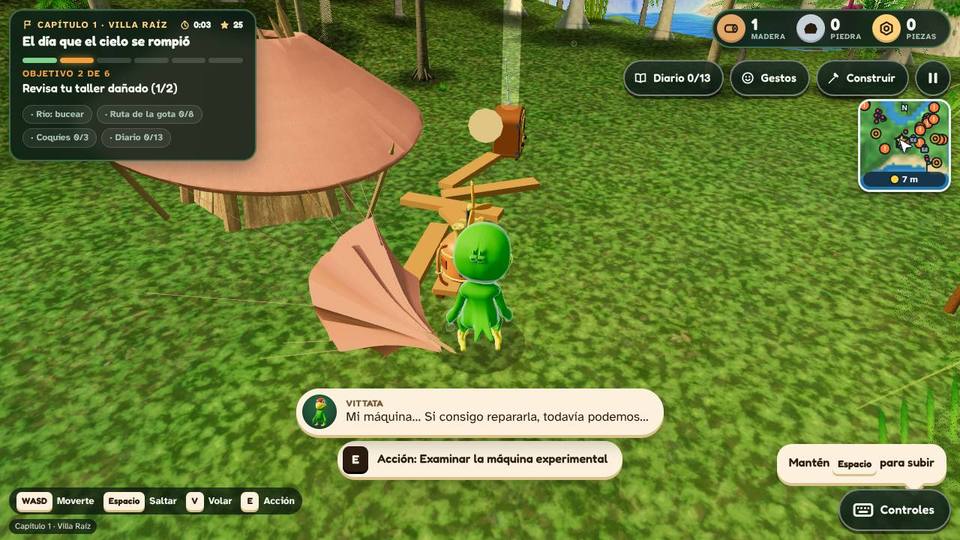 CAPÍTULO 1 · VILLA RAÍZ 0:03 25
El día que el cielo se rompió
OBJETIVO 2 DE 6
Revisa tu taller dañado (1/2)
· Río: bucear · Ruta de la gota 0/8
· Coquíes 0/3 · Diario 0/13
1 MADERA 0 PIEDRA 0 PIEZAS
Diario 0/13 Gestos Construir
N
7 m
VITTATA
Mi máquina... Si consigo repararla, todavía podemos...
E Acción: Examinar la máquina experimental
Mantén Espacio para subir
WASD Moverte Espacio Saltar V Volar E Acción
Controles
Capítulo 1 · Villa Raíz